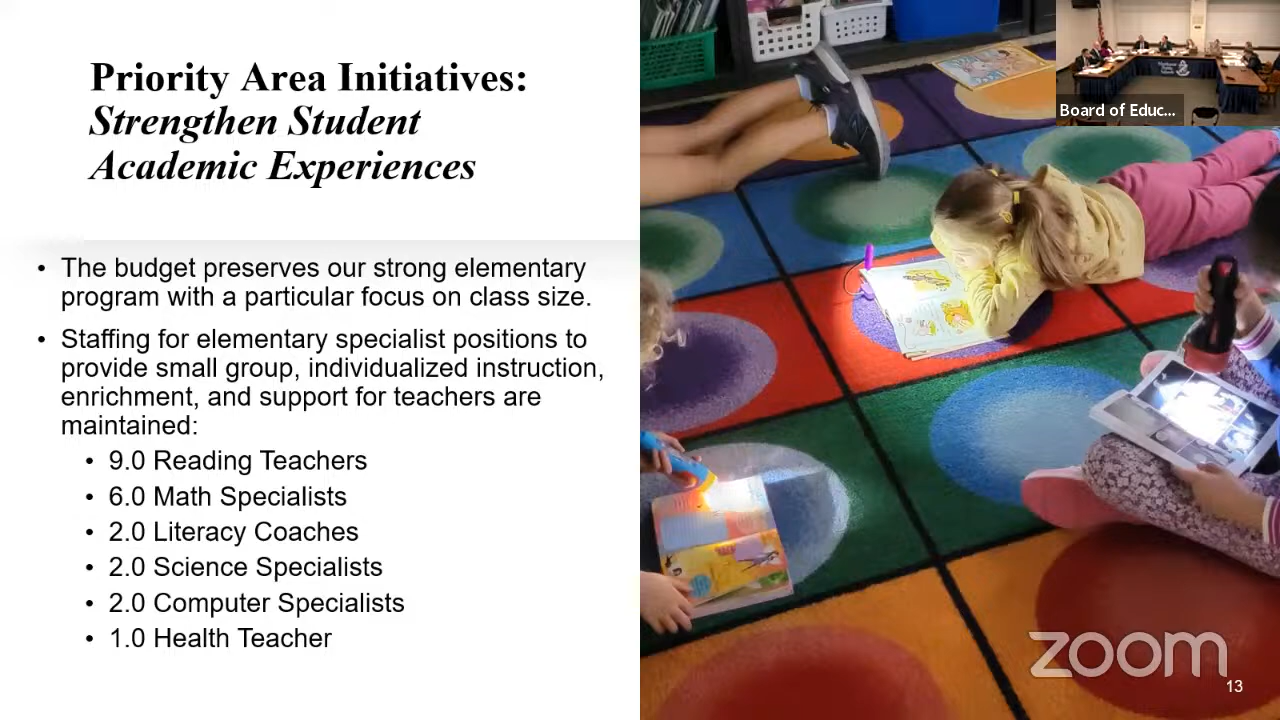 Priority Area Initiatives:
Strengthen Student
Academic Experiences
• The budget preserves our strong elementary
program with a particular focus on class size.
• Staffing for elementary specialist positions to
provide small group, individualized instruction,
enrichment, and support for teachers are
maintained:
• 9.0 Reading Teachers
• 6.0 Math Specialists
• 2.0 Literacy Coaches
• 2.0 Science Specialists
• 2.0 Computer Specialists
• 1.0 Health Teacher
Board of Educ...
zoom
13